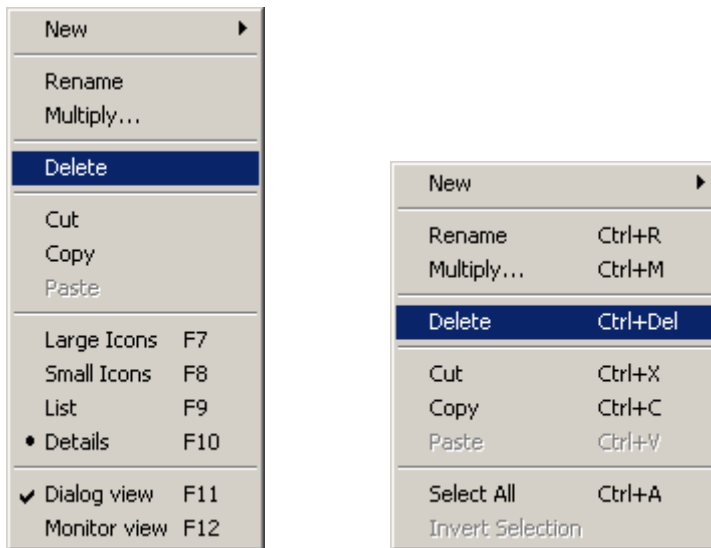 New
Rename
Multiply...
Delete
Cut
Copy
Paste
Large Icons F7
Small Icons F8
List F9
Details F10
Dialog view F11
Monitor view F12
New
Rename Ctrl+R
Multiply... Ctrl+M
Delete Ctrl+Del
Cut Ctrl+X
Copy Ctrl+C
Paste Ctrl+V
Select All Ctrl+A
Invert Selection